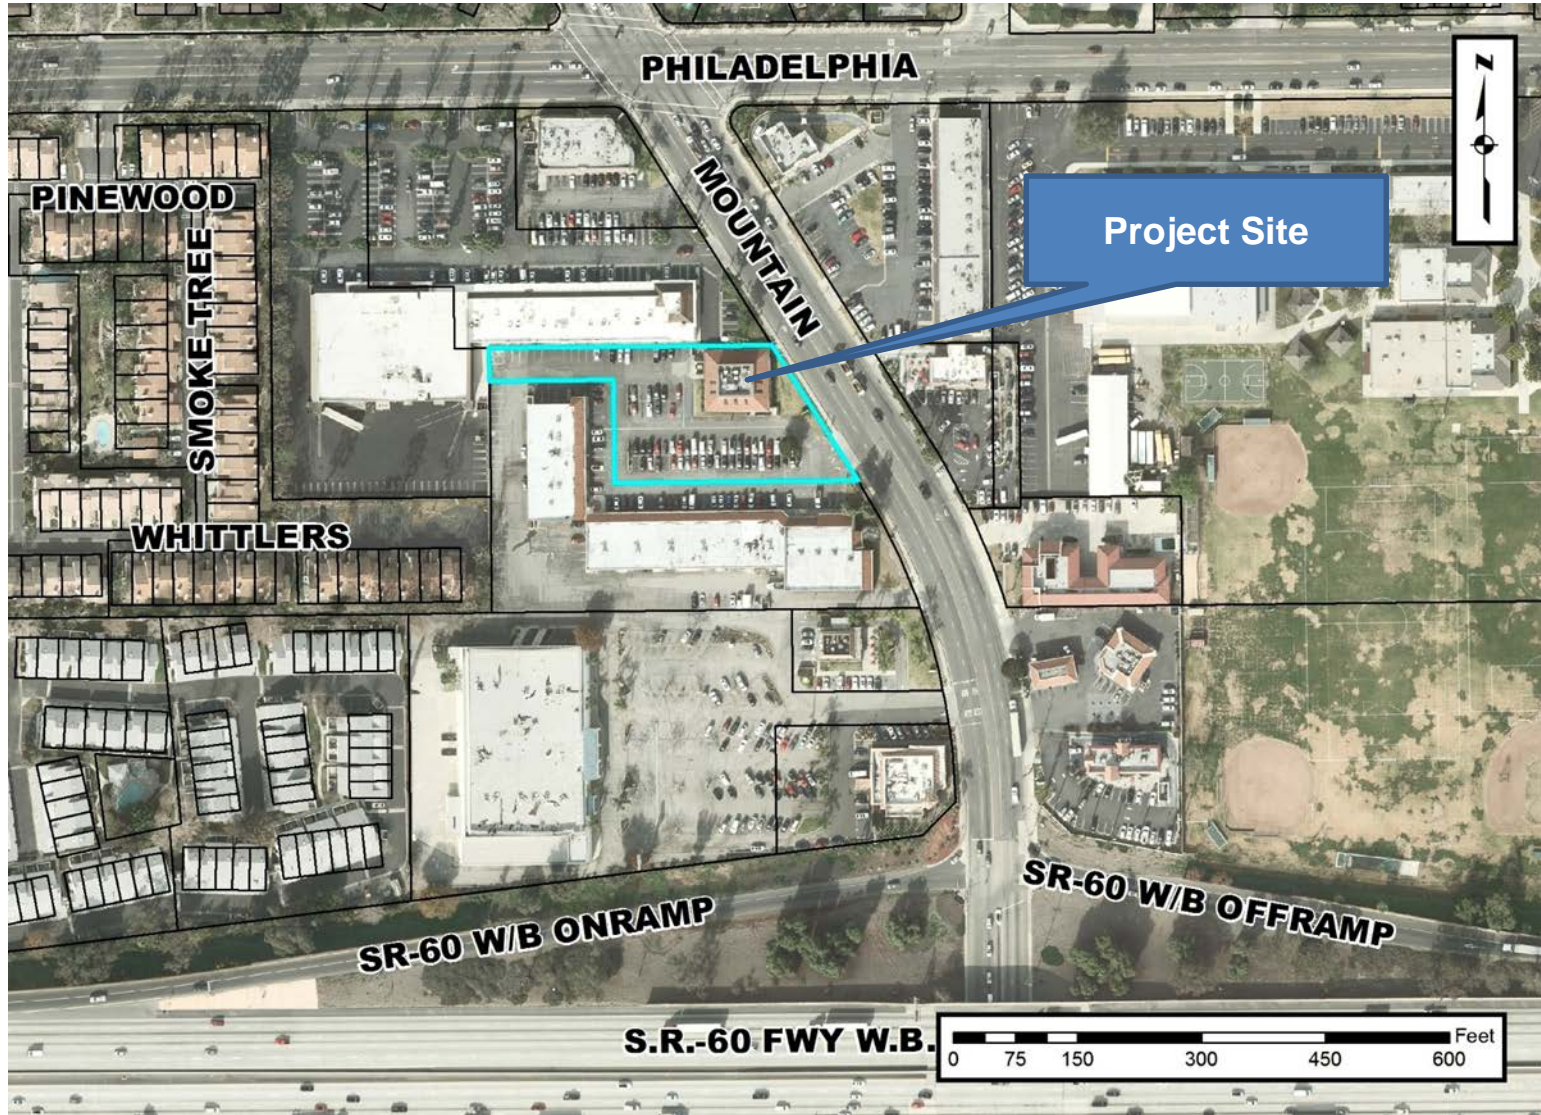 PHILADELPHIA
N
PINEWOOD
SMOKE TREE
MOUNTAIN
Project Site
WHITTLERS
SR-60 W/B ONRAMP
SR-60 W/B OFFRAMP
S.R.-60 FWY W.B.
Feet
0 75 150 300 450 600